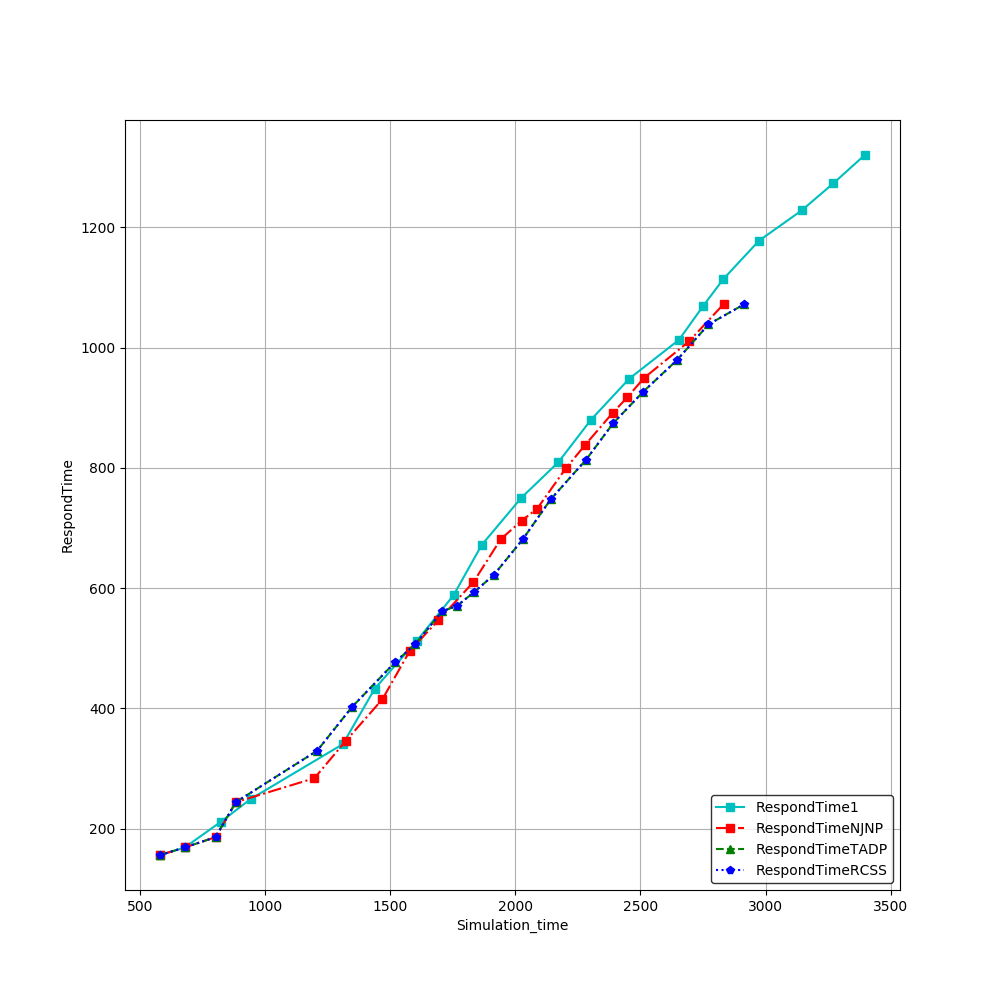 1200
1000
800
600
400
200
RespondTime
500 1000 1500 2000 2500 3000 3500
Simulation_time
RespondTime1
RespondTimeNJNP
RespondTimeTADP
RespondTimeRCSS